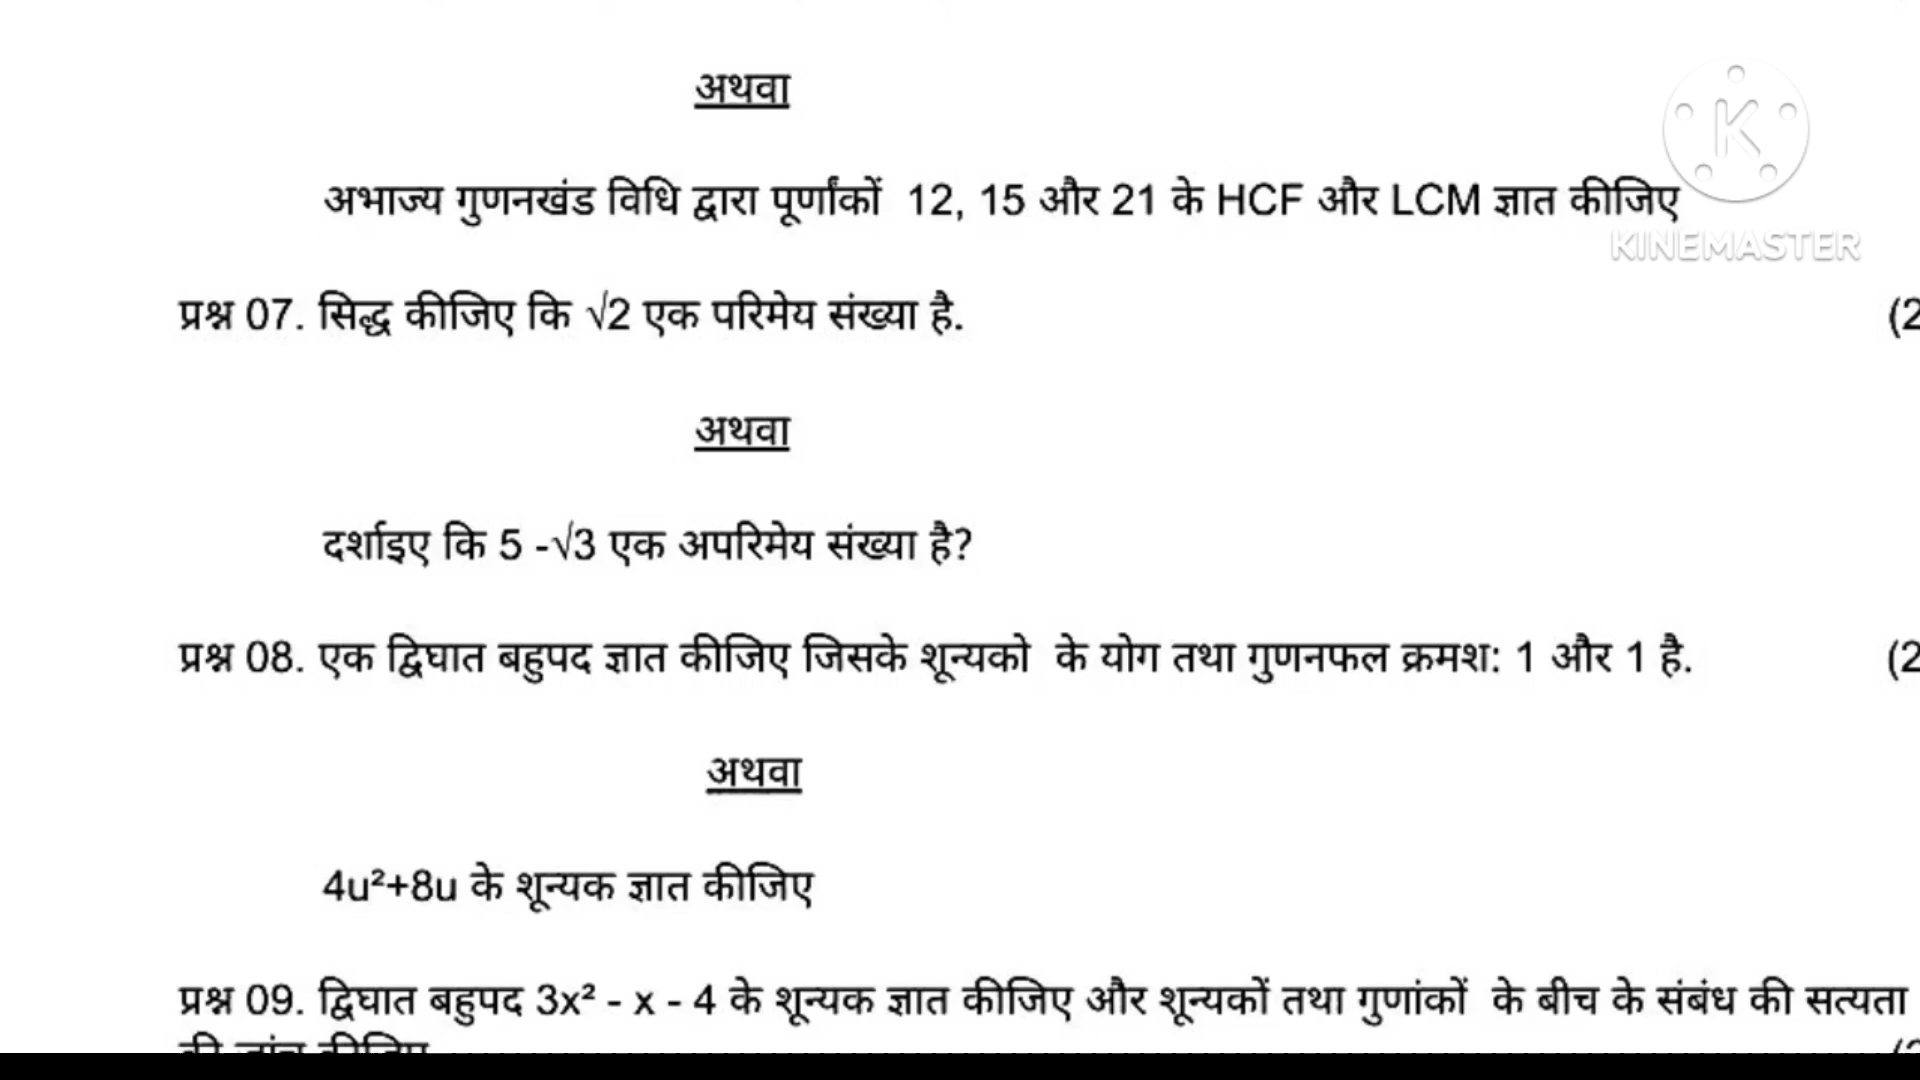 अथवा
अभाज्य गुणनखंड विधि द्वारा पूर्णांकों 12, 15 और 21 के HCF और LCM ज्ञात कीजिए
KINEMASTER
प्रश्न 07. सिद्ध कीजिए कि √2 एक परिमेय संख्या है. (2
अथवा
दर्शाइए कि 5 -√3 एक अपरिमेय संख्या है?
प्रश्न 08. एक द्विघात बहुपद ज्ञात कीजिए जिसके शून्यको के योग तथा गुणनफल क्रमश: 1 और 1 है. (2
अथवा
4u²+8u के शून्यक ज्ञात कीजिए
प्रश्न 09. द्विघात बहुपद 3x² - x - 4 के शून्यक ज्ञात कीजिए और शून्यकों तथा गुणांकों के बीच के संबंध की सत्यता
की जांच कीजिए